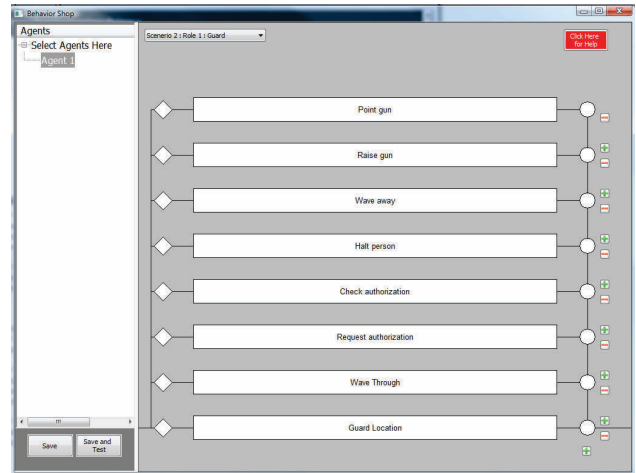 Behavior Shop
Agents
Select Agents Here
Agent 1
Scenerio 2 : Role 1 : Guard
Click Here
for Help
Point gun
Raise gun
Wave away
Halt person
Check authorization
Request authorization
Wave Through
Guard Location
Save
Save and
Test